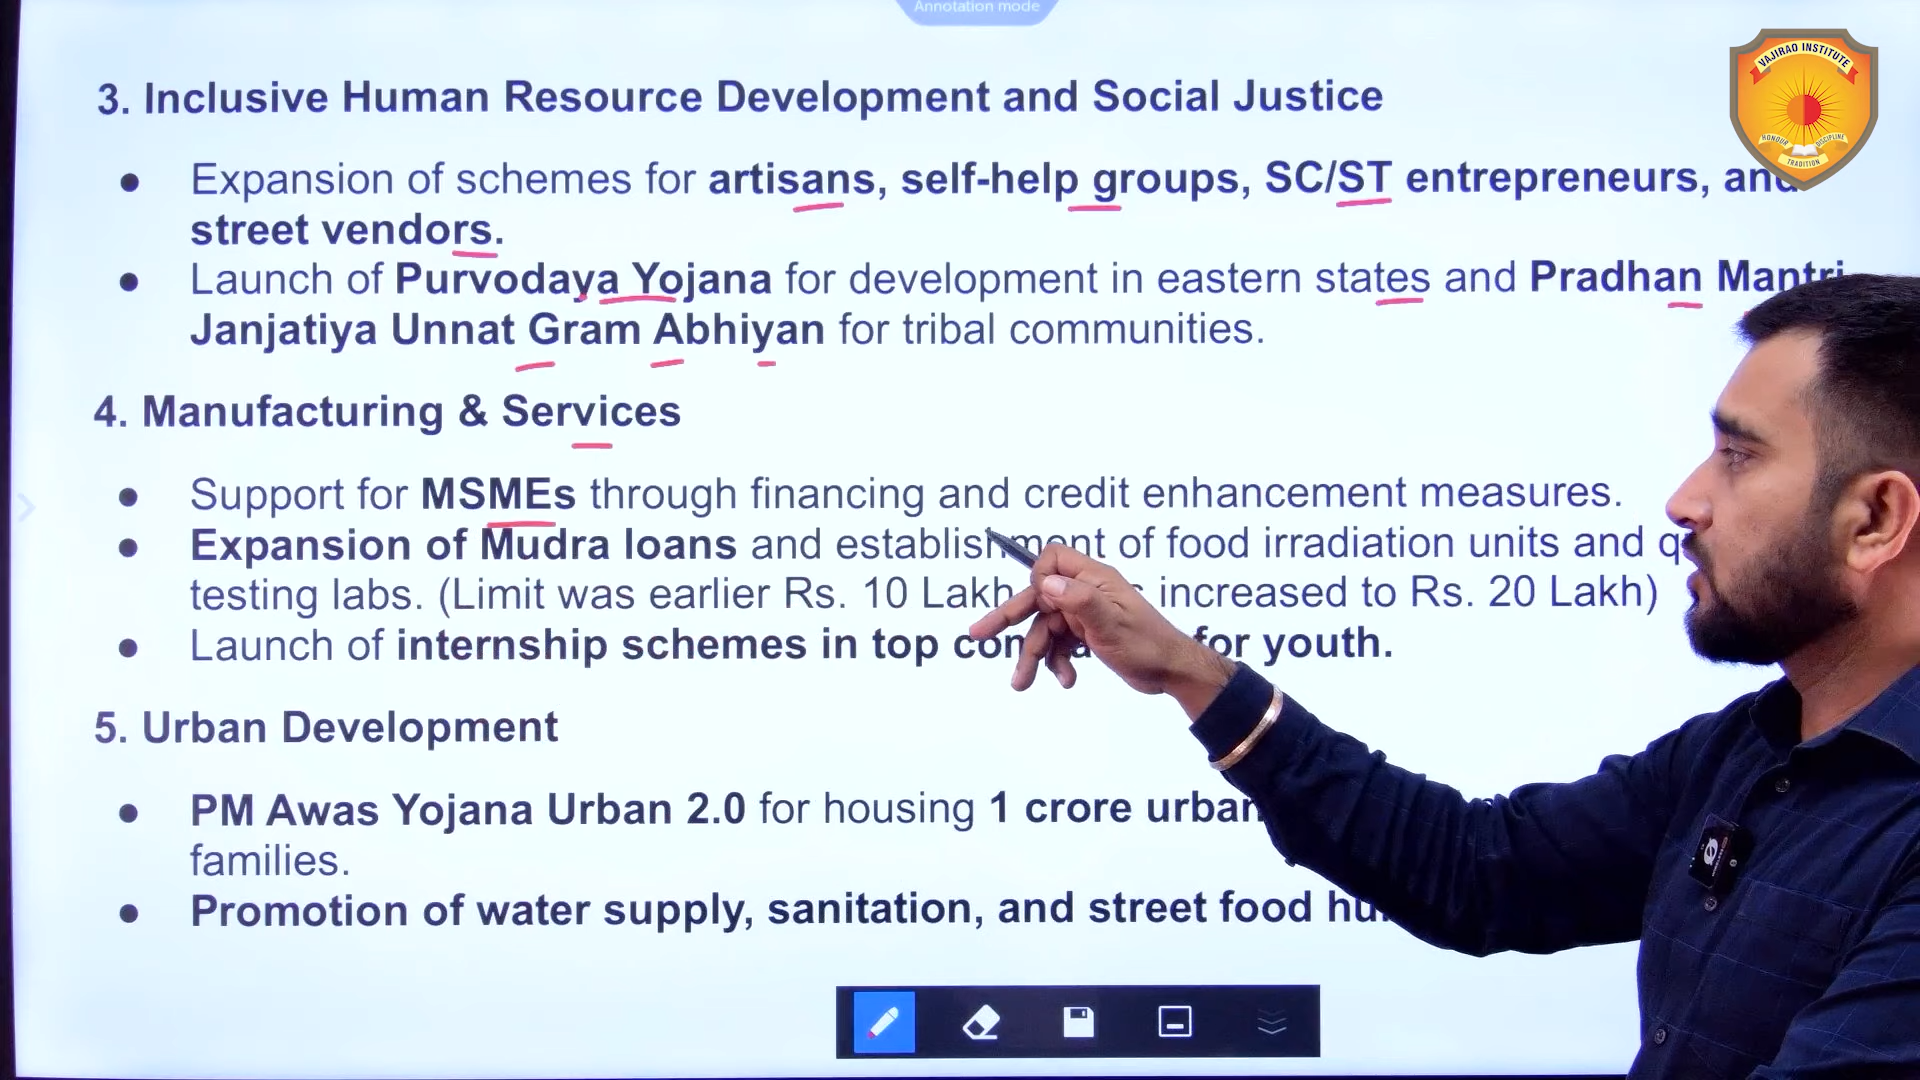 Annotation mode
VAJIRAO INSTITUTE
HONOUR DISCIPLINE
TRADITION
3. Inclusive Human Resource Development and Social Justice
● Expansion of schemes for artisans, self-help groups, SC/ST entrepreneurs, and
street vendors.
● Launch of Purvodaya Yojana for development in eastern states and Pradhan Mantri
Janjatiya Unnat Gram Abhiyan for tribal communities.
4. Manufacturing & Services
● Support for MSMEs through financing and credit enhancement measures.
● Expansion of Mudra loans and establishment of food irradiation units and
testing labs. (Limit was earlier Rs. 10 Lakh increased to Rs. 20 Lakh)
● Launch of internship schemes in top for youth.
5. Urban Development
● PM Awas Yojana Urban 2.0 for housing 1 crore urban
families.
● Promotion of water supply, sanitation, and street food